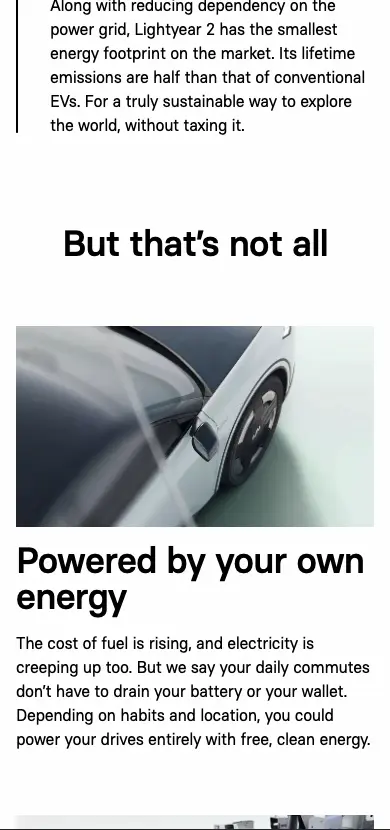 Along with reducing dependency on the
power grid, Lightyear 2 has the smallest
energy footprint on the market. Its lifetime
emissions are half than that of conventional
EVs. For a truly sustainable way to explore
the world, without taxing it.
But that’s not all
Powered by your own
energy
The cost of fuel is rising, and electricity is
creeping up too. But we say your daily commutes
don’t have to drain your battery or your wallet.
Depending on habits and location, you could
power your drives entirely with free, clean energy.